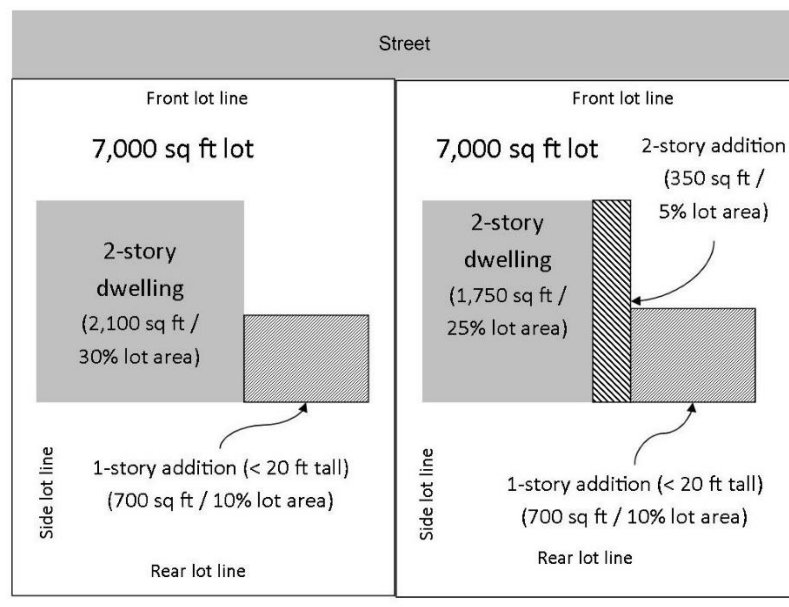 Street
Front lot line
7,000 sq ft lot
2-story
dwelling
(2,100 sq ft /
30% lot area)
1-story addition (< 20 ft tall)
(700 sq ft / 10% lot area)
Side lot line
Rear lot line
Front lot line
7,000 sq ft lot
2-story addition
(350 sq ft /
5% lot area)
2-story
dwelling
(1,750 sq ft /
25% lot area)
1-story addition (< 20 ft tall)
(700 sq ft / 10% lot area)
Side lot line
Rear lot line